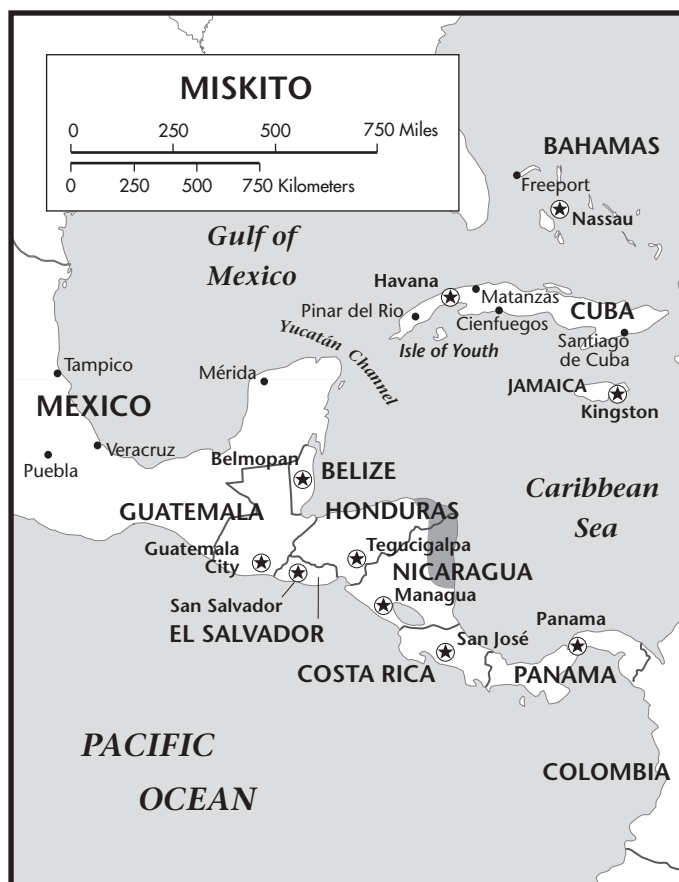 MISKITO
0 250 500 750 Miles
0 250 500 750 Kilometers
BAHAMAS
Freeport
Nassau
Gulf of
Mexico
Havana
Matanzas
Pinar del Rio
Cienfuegos
CUBA
Isle of Youth
Santiago
de Cuba
Yucatán Channel
Tampico
Mérida
JAMAICA
Kingston
MEXICO
Veracruz
Puebla
Belmopan
BELIZE
Caribbean
Sea
GUATEMALA
HONDURAS
Guatemala
City
Tegucigalpa
NICARAGUA
San Salvador
Managua
EL SALVADOR
San José
Panama
COSTA RICA
PANAMA
PACIFIC
OCEAN
COLOMBIA